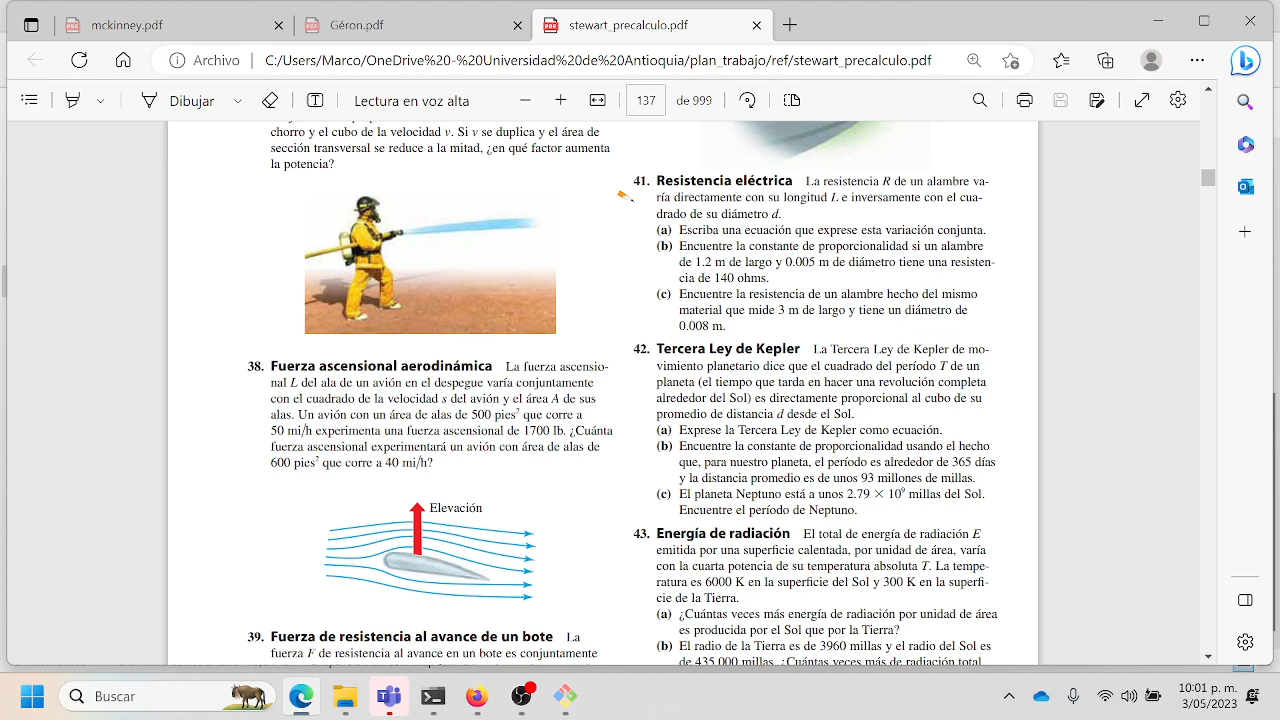 mckinney.pdf
Géron.pdf
stewart_precalculo.pdf
Archivo
C:/Users/Marco/OneDrive%20-%20Universidad%20de%20Antioquia/plan_trabajo/ref/stewart_precalculo.pdf
Dibujar
Lectura en voz alta
137
de 999
chorro y el cubo de la velocidad v. Si v se duplica y el área de
sección transversal se reduce a la mitad, ¿en qué factor aumenta
la potencia?
38. Fuerza ascensional aerodinámica La fuerza ascensio-
nal L del ala de un avión en el despegue varía conjuntamente
con el cuadrado de la velocidad s del avión y el área A de sus
alas. Un avión con un área de alas de 500 pies² que corre a
50 mi/h experimenta una fuerza ascensional de 1700 lb. ¿Cuánta
fuerza ascensional experimentará un avión con área de alas de
600 pies² que corre a 40 mi/h?
Elevación
39. Fuerza de resistencia al avance de un bote La
fuerza F de resistencia al avance en un bote es conjuntamente
41. Resistencia eléctrica La resistencia R de un alambre va-
ría directamente con su longitud L e inversamente con el cua-
drado de su diámetro d.
(a) Escriba una ecuación que exprese esta variación conjunta.
(b) Encuentre la constante de proporcionalidad si un alambre
de 1.2 m de largo y 0.005 m de diámetro tiene una resisten-
cia de 140 ohms.
(c) Encuentre la resistencia de un alambre hecho del mismo
material que mide 3 m de largo y tiene un diámetro de
0.008 m.
42. Tercera Ley de Kepler La Tercera Ley de Kepler de mo-
vimiento planetario dice que el cuadrado del período T de un
planeta (el tiempo que tarda en hacer una revolución completa
alrededor del Sol) es directamente proporcional al cubo de su
promedio de distancia d desde el Sol.
(a) Exprese la Tercera Ley de Kepler como ecuación.
(b) Encuentre la constante de proporcionalidad usando el hecho
que, para nuestro planeta, el período es alrededor de 365 días
y la distancia promedio es de unos 93 millones de millas.
(c) El planeta Neptuno está a unos 2.79 × 10⁹ millas del Sol.
Encuentre el período de Neptuno.
43. Energía de radiación El total de energía de radiación E
emitida por una superficie calentada, por unidad de área, varía
con la cuarta potencia de su temperatura absoluta T. La tempe-
ratura es 6000 K en la superficie del Sol y 300 K en la superfi-
cie de la Tierra.
(a) ¿Cuántas veces más energía de radiación por unidad de área
es producida por el Sol que por la Tierra?
(b) El radio de la Tierra es de 3960 millas y el radio del Sol es
de 435,000 millas. ¿Cuántas veces más de radiación total
Buscar
10:01 p. m.
3/05/2023